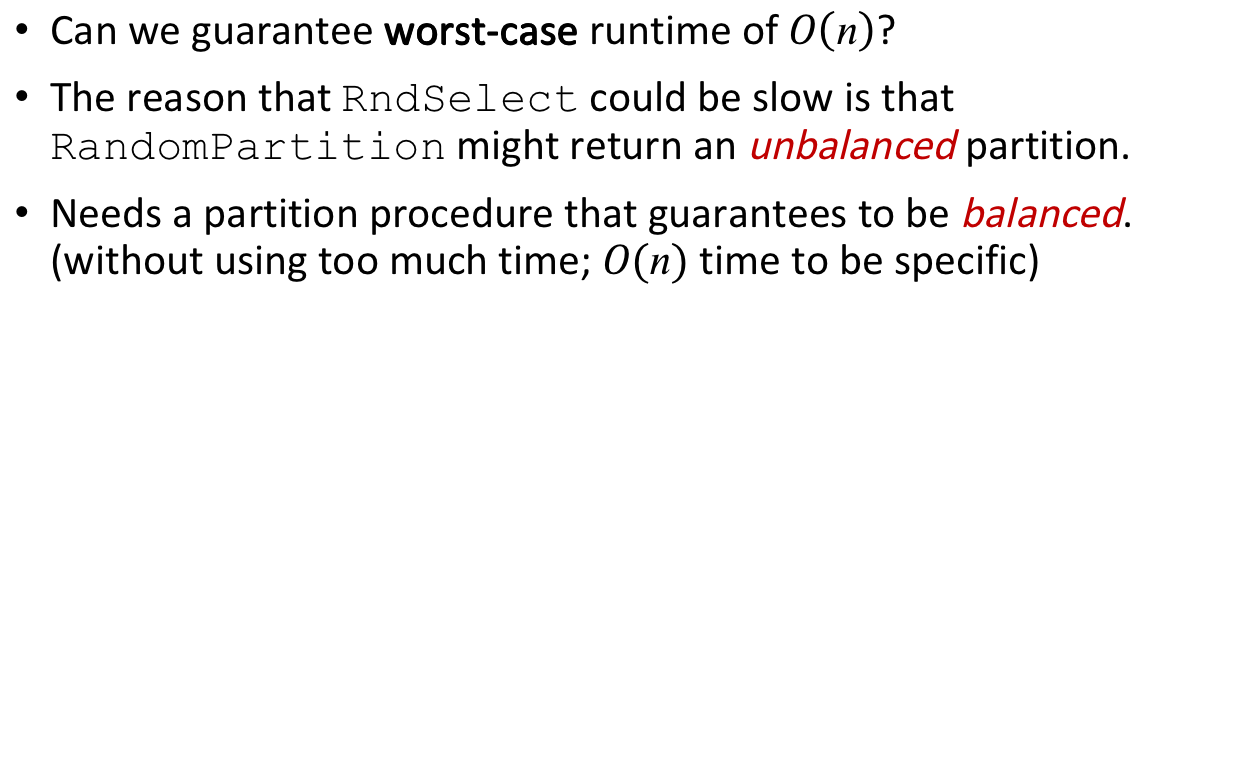 • Can we guarantee worst-case runtime of O(n)?
• The reason that RndSelect could be slow is that
RandomPartition might return an unbalanced partition.
• Needs a partition procedure that guarantees to be balanced.
(without using too much time; O(n) time to be specific)